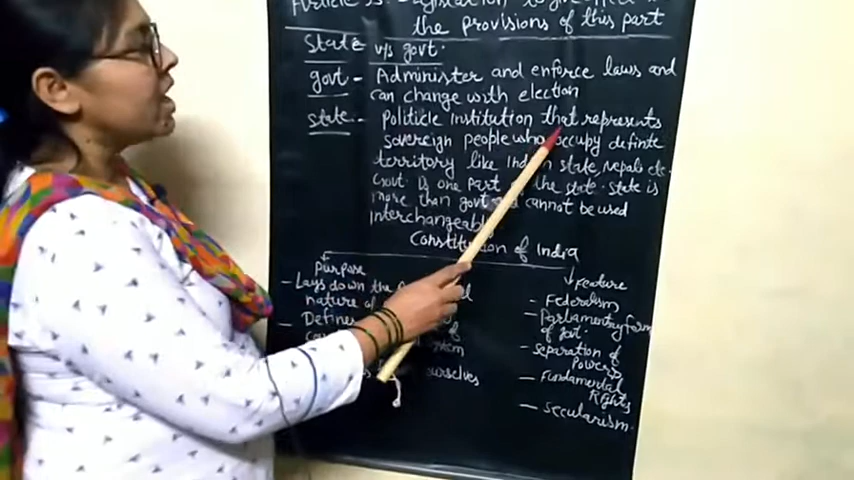 Article 35: Legislation to give effect to
the Provisions of this part
State v/s govt.
govt - Administer and Enforce laws and
can change with election
State - Politicle institution that represents
sovereign people who occupy definite
territory like Indian state, nepali etc.
Govt is one part of the state. state is
more than govt and cannot be used
interchangeably
Constitution of India
Purpose
Feature
- Lays down the
nature of
- Define
- Federalism
- Parliamentary form
of govt.
- Separation of
Powers
- Fundamental
Rights
- Secularism